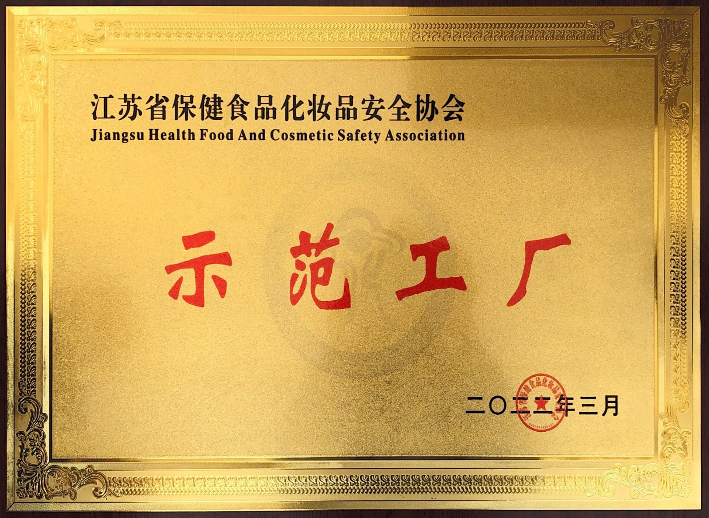 江苏省保健食品化妆品安全协会
Jiangsu Health Food And Cosmetic Safety Association
示范工厂
二〇二二年三月